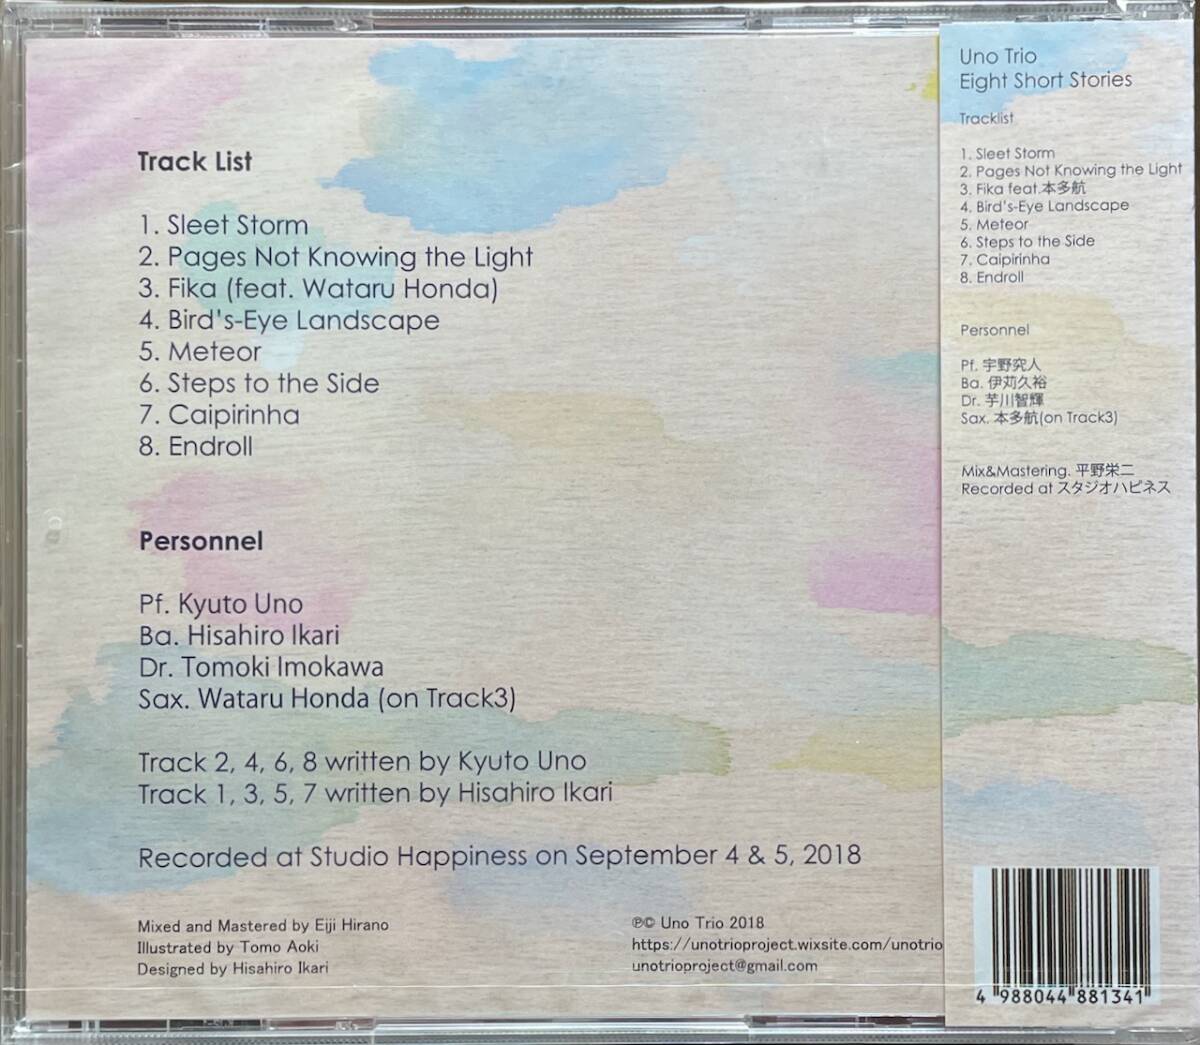 Track List
1. Sleet Storm
2. Pages Not Knowing the Light
3. Fika (feat. Wataru Honda)
4. Bird's-Eye Landscape
5. Meteor
6. Steps to the Side
7. Caipirinha
8. Endroll
Personnel
Pf. Kyuto Uno
Ba. Hisahiro Ikari
Dr. Tomoki Imokawa
Sax. Wataru Honda (on Track3)
Track 2, 4, 6, 8 written by Kyuto Uno
Track 1, 3, 5, 7 written by Hisahiro Ikari
Recorded at Studio Happiness on September 4 & 5, 2018
Mixed and Mastered by Eiji Hirano
Illustrated by Tomo Aoki
Designed by Hisahiro Ikari
℗© Uno Trio 2018
https://unotrioproject.wixsite.com/unotrio
unotrioproject@gmail.com
Uno Trio
Eight Short Stories
Tracklist
1. Sleet Storm
2. Pages Not Knowing the Light
3. Fika feat.本多航
4. Bird's-Eye Landscape
5. Meteor
6. Steps to the Side
7. Caipirinha
8. Endroll
Personnel
Pf. 宇野究人
Ba. 伊苅久裕
Dr. 芋川智輝
Sax. 本多航(on Track3)
Mix&Mastering. 平野栄二
Recorded at スタジオハピネス
4 988044 881341